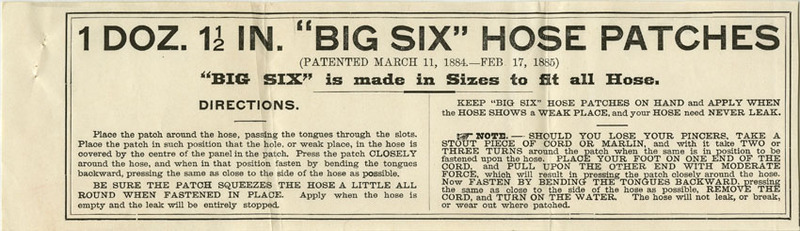 1 DOZ. 1½ IN. "BIG SIX" HOSE PATCHES
(PATENTED MARCH 11, 1884.—FEB. 17, 1885)
"BIG SIX" is made in Sizes to fit all Hose.
DIRECTIONS.
Place the patch around the hose, passing the tongues through the slots.
Place the patch in such position that the hole, or weak place, in the hose is
covered by the centre of the panel in the patch. Press the patch CLOSELY
around the hose, and when in that position fasten by bending the tongues
backward, pressing the same as close to the side of the hose as possible.
BE SURE THE PATCH SQUEEZES THE HOSE A LITTLE ALL
ROUND WHEN FASTENED IN PLACE. Apply when the hose is
empty and the leak will be entirely stopped.
KEEP "BIG SIX" HOSE PATCHES ON HAND and APPLY WHEN
the HOSE SHOWS a WEAK PLACE, and your HOSE need NEVER LEAK.
☞NOTE.— SHOULD YOU LOSE YOUR PINCERS, TAKE A
STOUT PIECE OF CORD OR MARLIN, and with it take TWO or
THREE TURNS around the patch when the same is in position to be
fastened upon the hose. PLACE YOUR FOOT ON ONE END OF THE
CORD, and PULL UPON THE OTHER END WITH MODERATE
FORCE, which will result in pressing the patch closely around the hose.
Now FASTEN BY BENDING THE TONGUES BACKWARD, pressing
the same as close to the side of the hose as possible, REMOVE THE
CORD, and TURN ON THE WATER. The hose will not leak, or break,
or wear out where patched.